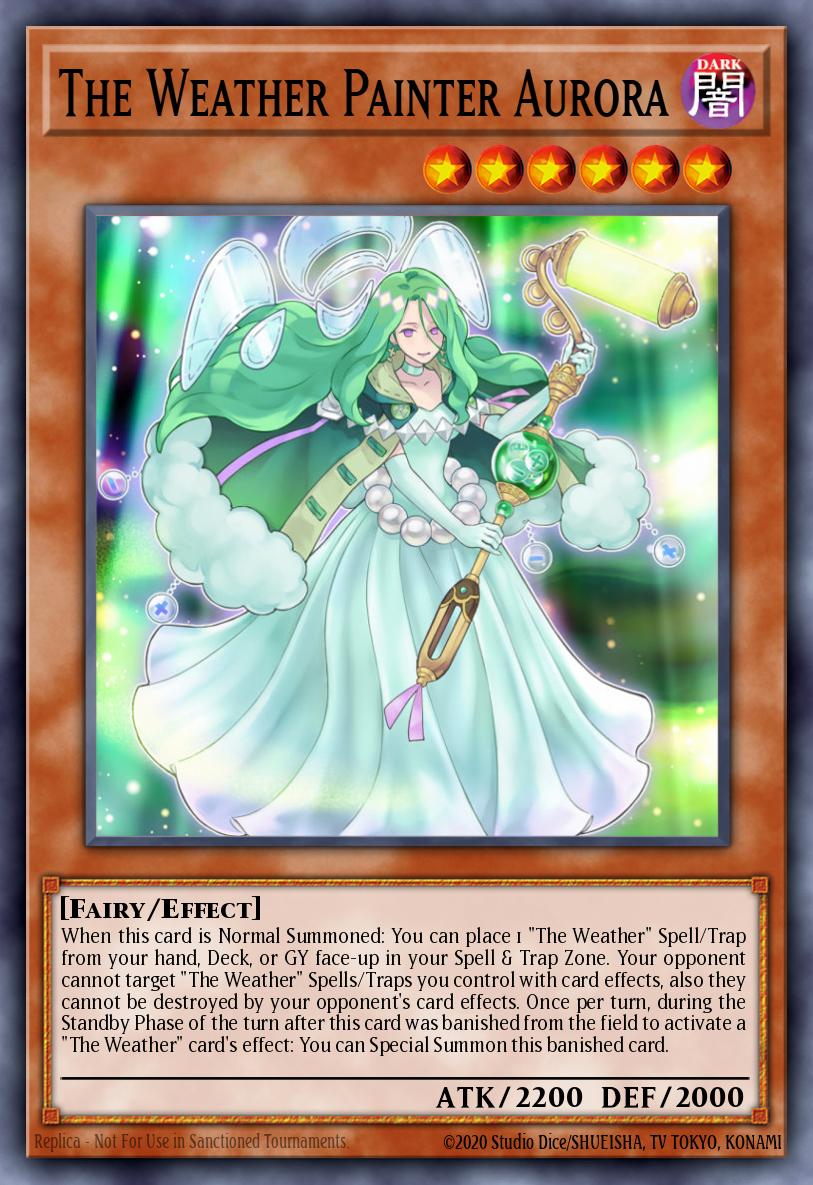 The Weather Painter Aurora
DARK
闇
[Fairy/Effect]
When this card is Normal Summoned: You can place 1 "The Weather" Spell/Trap
from your hand, Deck, or GY face-up in your Spell & Trap Zone. Your opponent
cannot target "The Weather" Spells/Traps you control with card effects, also they
cannot be destroyed by your opponent's card effects. Once per turn, during the
Standby Phase of the turn after this card was banished from the field to activate a
"The Weather" card's effect: You can Special Summon this banished card.
ATK/2200 DEF/2000
Replica - Not For Use in Sanctioned Tournaments.
©2020 Studio Dice/SHUEISHA, TV TOKYO, KONAMI